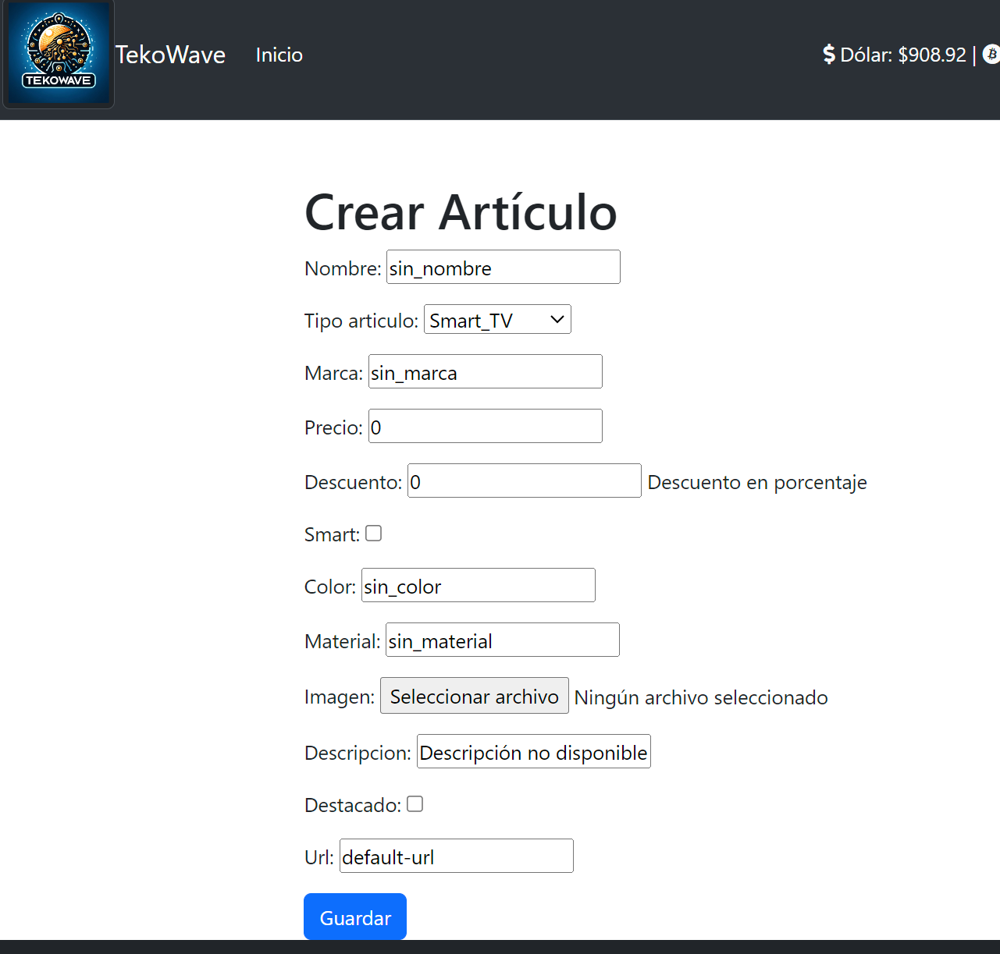 TEKOWAVE
TekoWave Inicio $ Dólar: $908.92 |
Crear Artículo
Nombre: sin_nombre
Tipo articulo: Smart_TV
Marca: sin_marca
Precio: 0
Descuento: 0 Descuento en porcentaje
Smart:
Color: sin_color
Material: sin_material
Imagen: Seleccionar archivo Ningún archivo seleccionado
Descripcion: Descripción no disponible
Destacado:
Url: default-url
Guardar